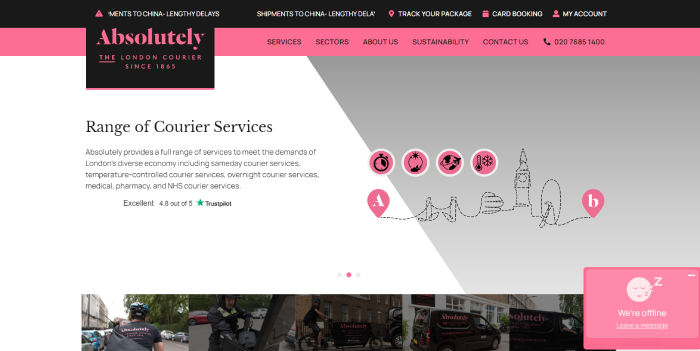 'MENTS TO CHINA- LENGTHY DELAYS
SHIPMENTS TO CHINA- LENGTHY DELA'
TRACK YOUR PACKAGE
CARD BOOKING
MY ACCOUNT
Absolutely
THE LONDON COURIER
SINCE 1865
SERVICES
SECTORS
ABOUT US
SUSTAINABILITY
CONTACT US
020 7685 1400
Range of Courier Services
Absolutely provides a full range of services to meet the demands of
London's diverse economy including sameday courier services,
temperature-controlled courier services, overnight courier services,
medical, pharmacy, and NHS courier services.
Excellent 4.8 out of 5 Trustpilot
A
b
Absolutely
Absolutely
Absolutely
We're offline
Leave a message